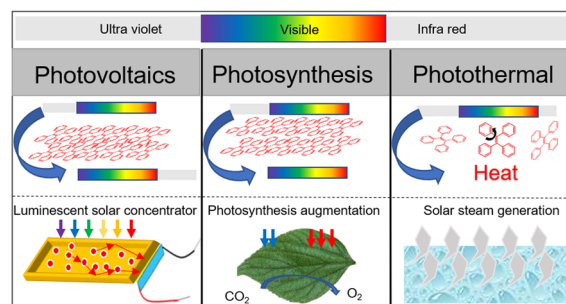 Ultra violet
Visible
Infra red
Photovoltaics
Photosynthesis
Photothermal
Heat
Luminescent solar concentrator
Photosynthesis augmentation
Solar steam generation
CO2
O2